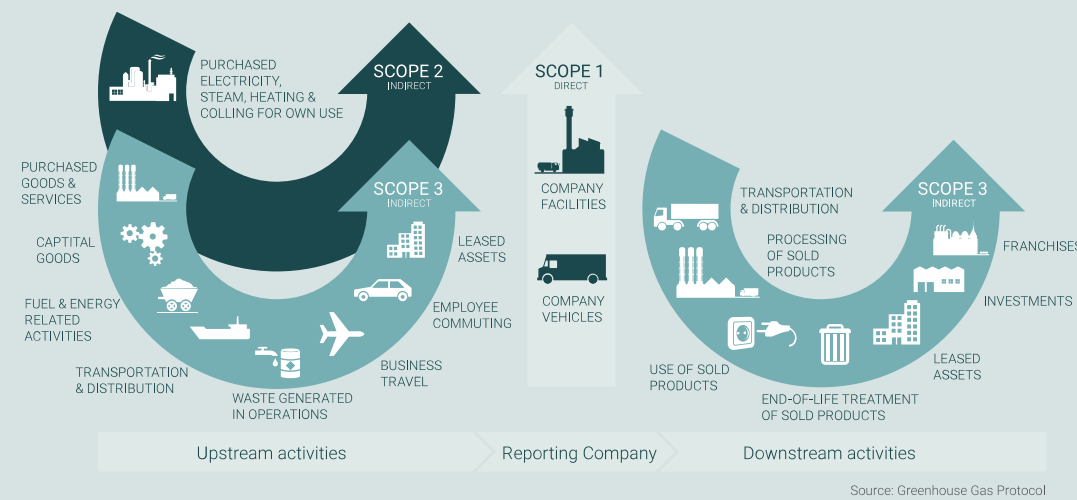 PURCHASED
ELECTRICITY,
STEAM, HEATING &
COLLING FOR OWN USE
SCOPE 2
INDIRECT
SCOPE 1
DIRECT
PURCHASED
GOODS &
SERVICES
CAPTITAL
GOODS
FUEL & ENERGY
RELATED
ACTIVITIES
TRANSPORTATION
& DISTRIBUTION
WASTE GENERATED
IN OPERATIONS
BUSINESS
TRAVEL
EMPLOYEE
COMMUTING
LEASED
ASSETS
SCOPE 3
INDIRECT
COMPANY
FACILITIES
COMPANY
VEHICLES
TRANSPORTATION
& DISTRIBUTION
PROCESSING
OF SOLD
PRODUCTS
USE OF SOLD
PRODUCTS
END-OF-LIFE TREATMENT
OF SOLD PRODUCTS
LEASED
ASSETS
INVESTMENTS
FRANCHISES
SCOPE 3
INDIRECT
Upstream activities
Reporting Company
Downstream activities
Source: Greenhouse Gas Protocol